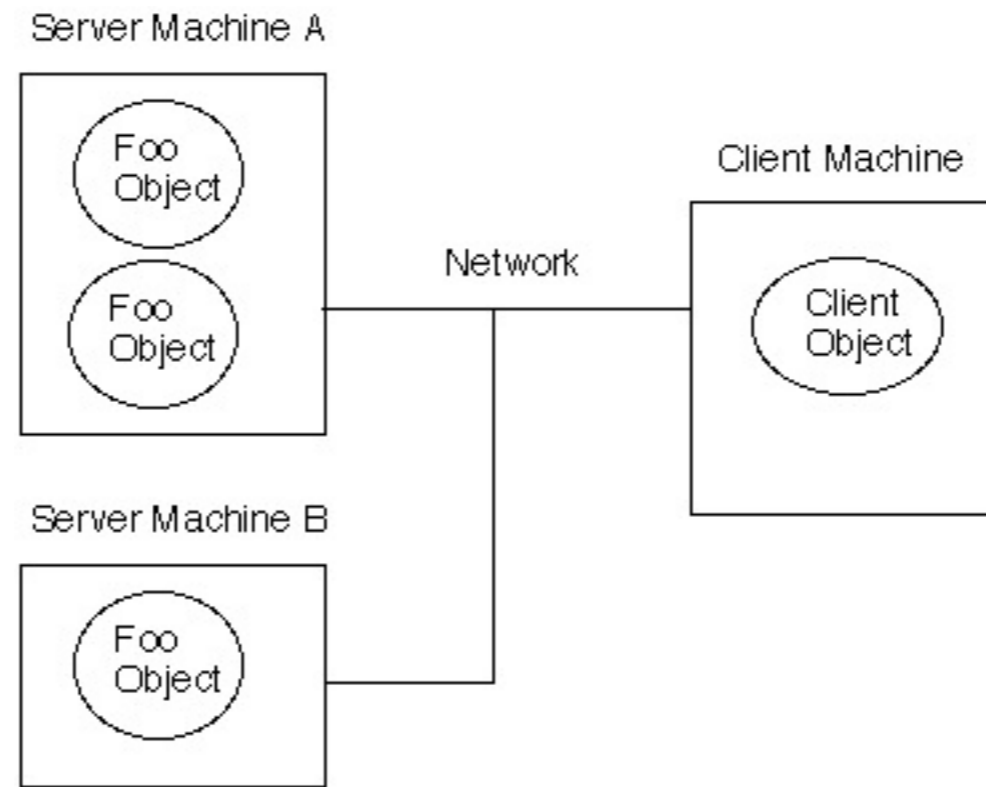 Server Machine A
Foo
Object
Foo
Object
Network
Client Machine
Client
Object
Server Machine B
Foo
Object